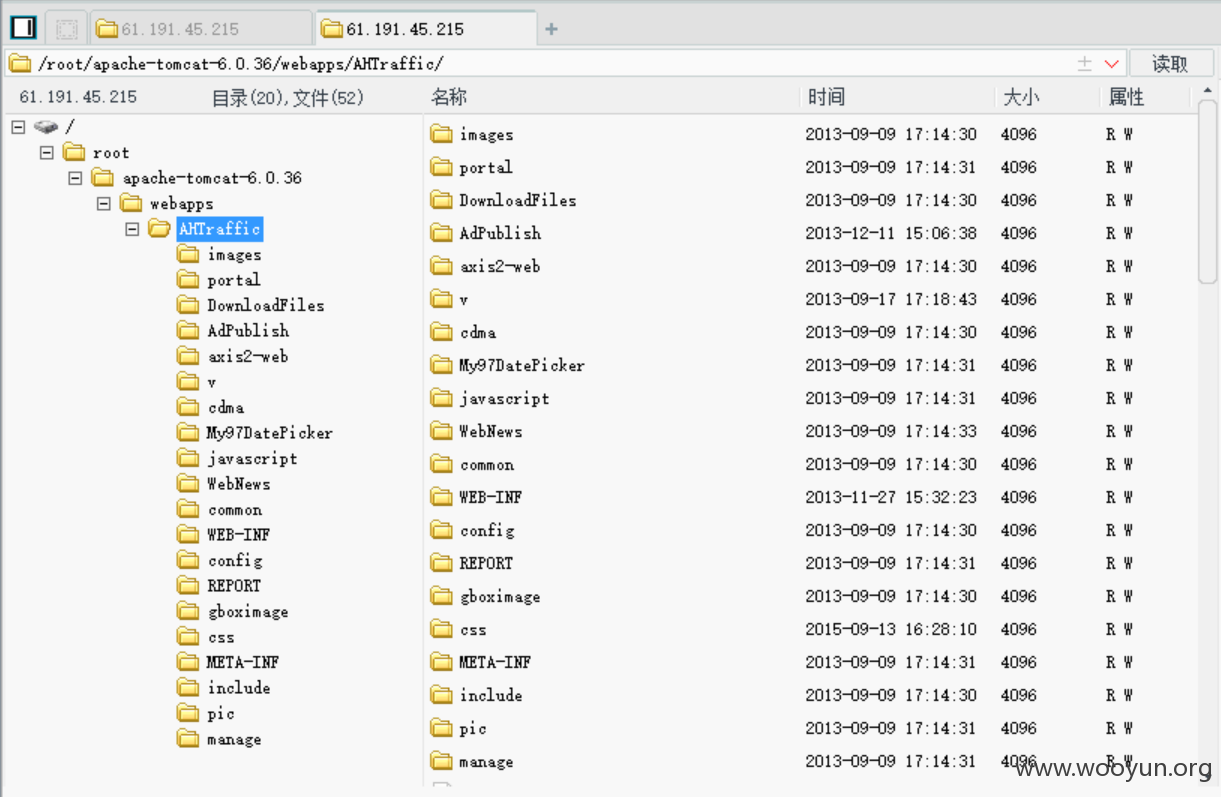 61.191.45.215 61.191.45.215 +
/root/apache-tomcat-6.0.36/webapps/AHTraffic/ 读取
61.191.45.215 目录(20),文件(52) 名称 时间 大小 属性
/
root
apache-tomcat-6.0.36
webapps
AHTraffic
images
portal
DownloadFiles
AdPublish
axis2-web
v
cdma
My97DatePicker
javascript
WebNews
common
WEB-INF
config
REPORT
gboximage
css
META-INF
include
pic
manage
images 2013-09-09 17:14:30 4096 R W
portal 2013-09-09 17:14:31 4096 R W
DownloadFiles 2013-09-09 17:14:30 4096 R W
AdPublish 2013-12-11 15:06:38 4096 R W
axis2-web 2013-09-09 17:14:30 4096 R W
v 2013-09-17 17:18:43 4096 R W
cdma 2013-09-09 17:14:30 4096 R W
My97DatePicker 2013-09-09 17:14:31 4096 R W
javascript 2013-09-09 17:14:31 4096 R W
WebNews 2013-09-09 17:14:33 4096 R W
common 2013-09-09 17:14:30 4096 R W
WEB-INF 2013-11-27 15:32:23 4096 R W
config 2013-09-09 17:14:30 4096 R W
REPORT 2013-09-09 17:14:31 4096 R W
gboximage 2013-09-09 17:14:30 4096 R W
css 2015-09-13 16:28:10 4096 R W
META-INF 2013-09-09 17:14:31 4096 R W
include 2013-09-09 17:14:30 4096 R W
pic 2013-09-09 17:14:31 4096 R W
manage 2013-09-09 17:14:31 4096 R W
www.wooyun.org